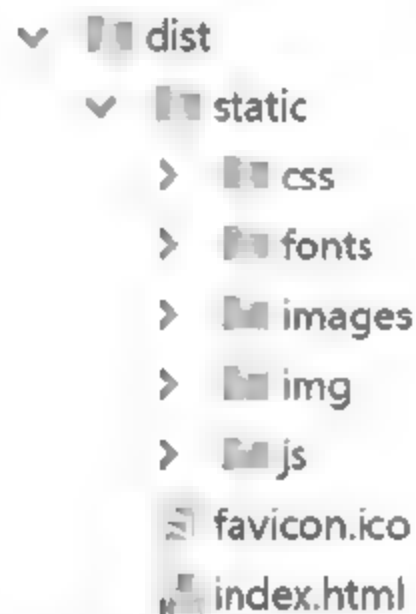 dist
static
css
fonts
images
img
js
favicon.ico
index.html